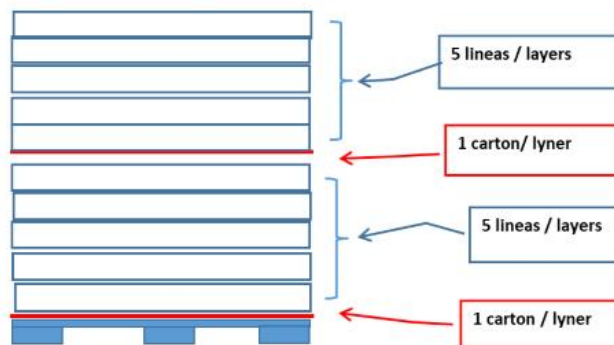 5 lineas / layers
1 carton/ lyner
5 lineas / layers
1 carton / lyner